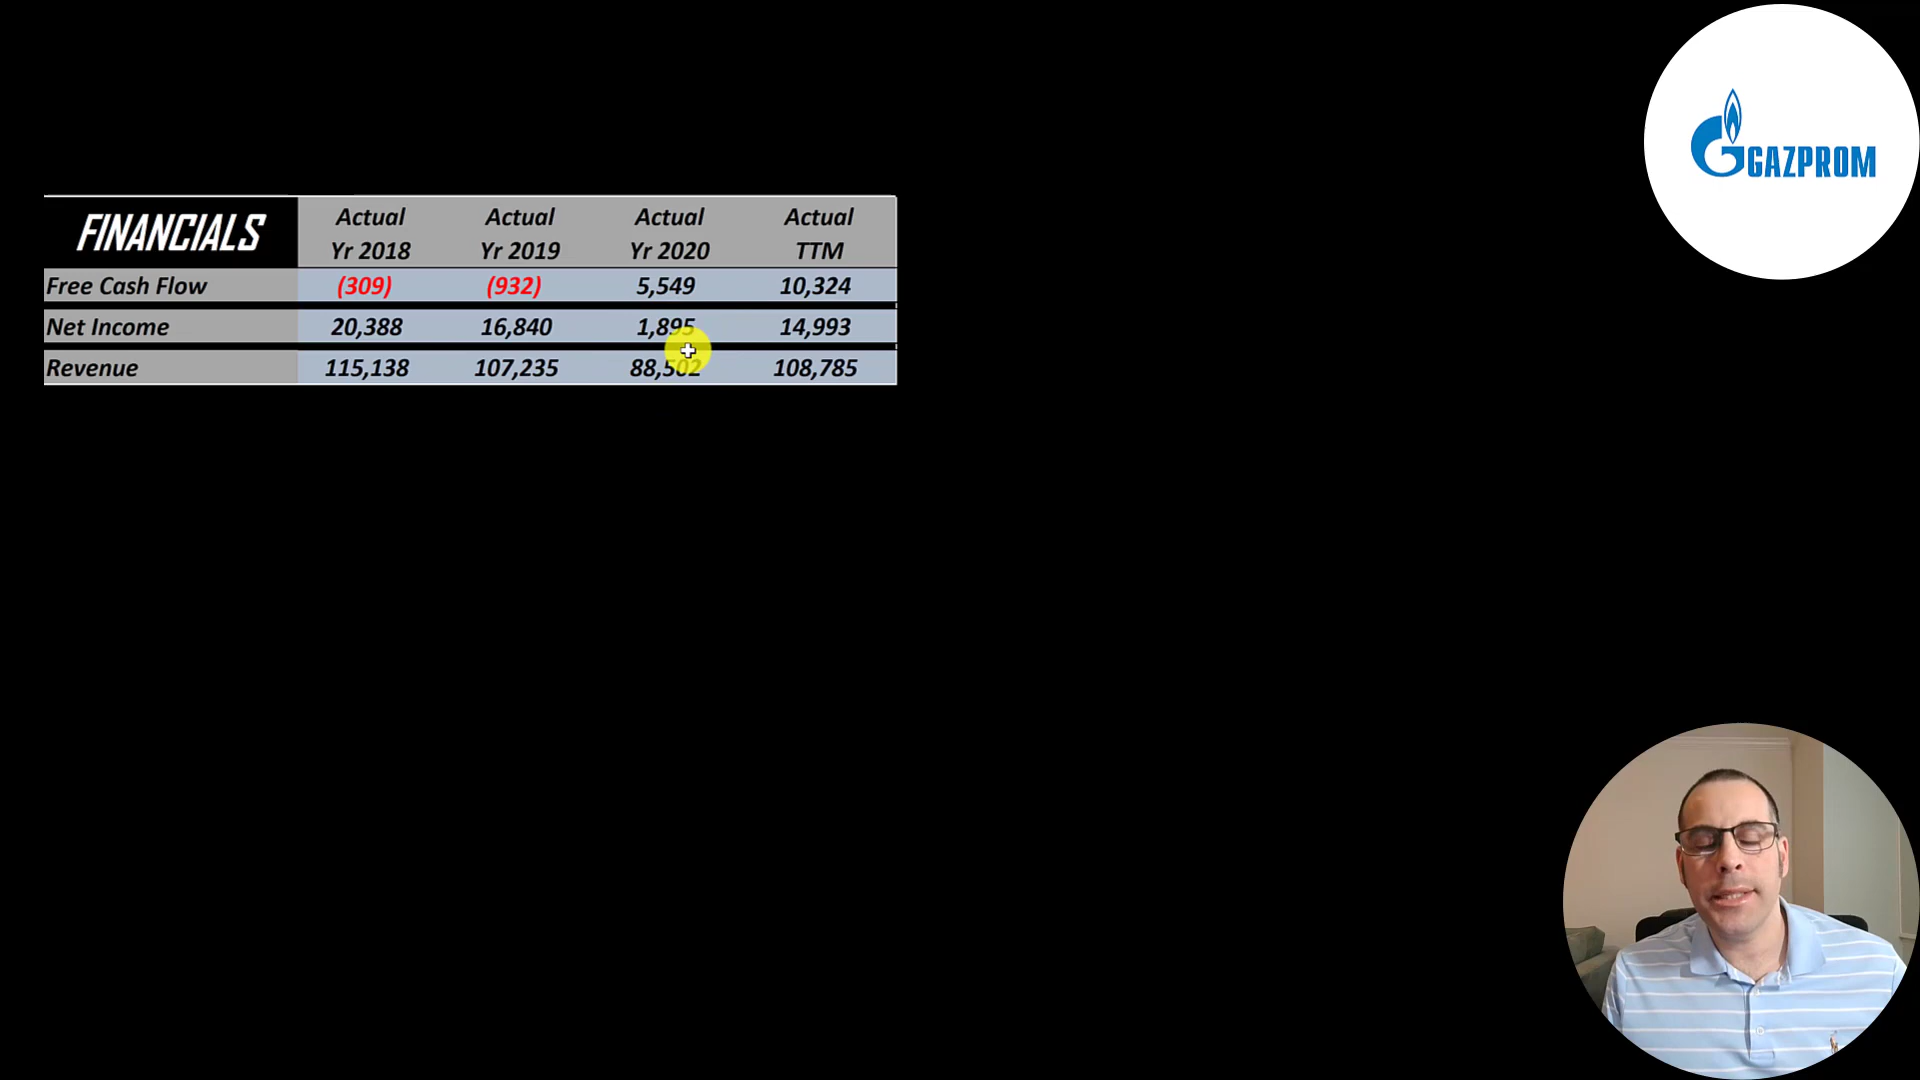 GAZPROM
FINANCIALS
Actual Actual Actual Actual
Yr 2018 Yr 2019 Yr 2020 TTM
Free Cash Flow (309) (932) 5,549 10,324
Net Income 20,388 16,840 1,895 14,993
Revenue 115,138 107,235 88,502 108,785